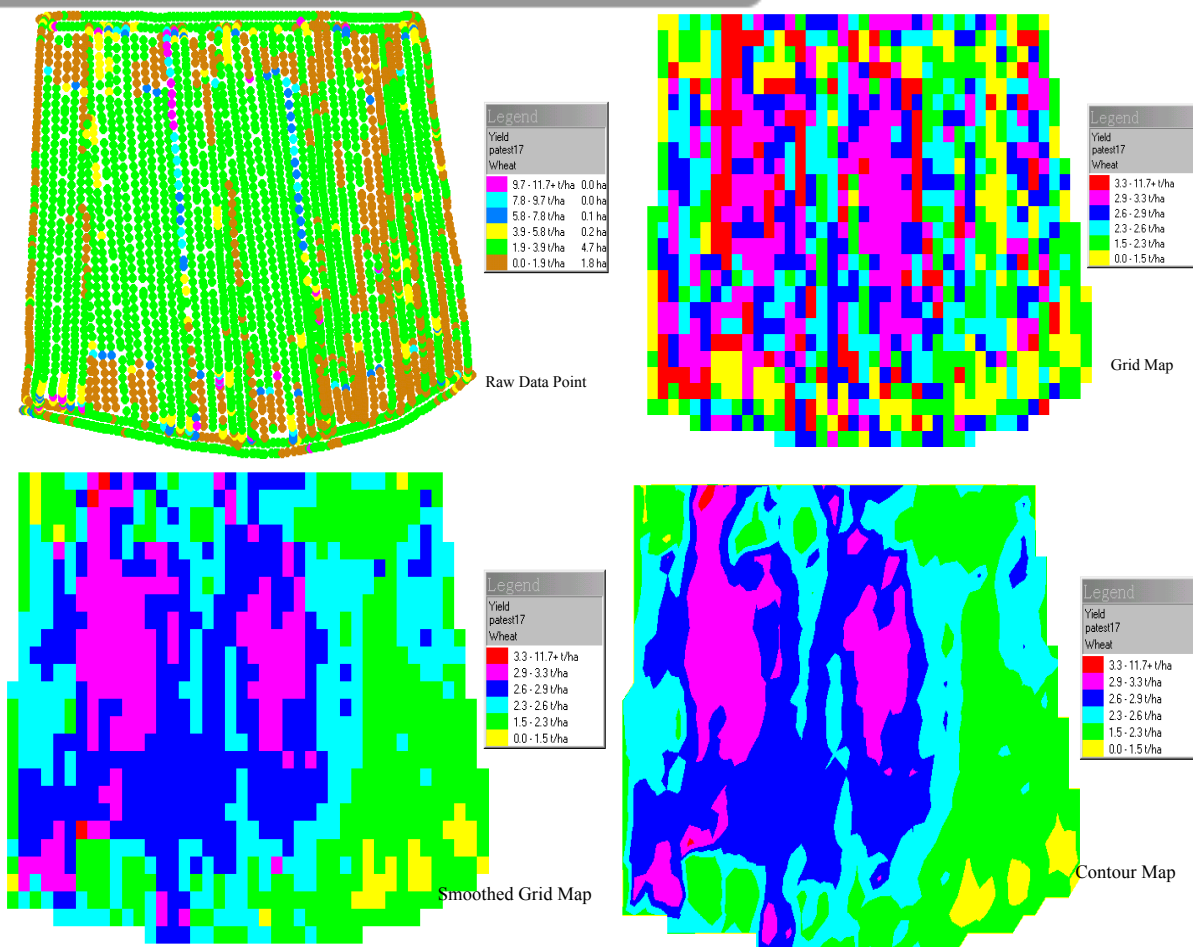 Legend
Yield
patest17
Wheat
9.7 - 11.7+ t/ha 0.0 ha
7.8 - 9.7 t/ha 0.0 ha
5.8 - 7.8 t/ha 0.1 ha
3.9 - 5.8 t/ha 0.2 ha
1.9 - 3.9 t/ha 4.7 ha
0.0 - 1.9 t/ha 1.8 ha
Raw Data Point
Legend
Yield
patest17
Wheat
3.3 - 11.7+ t/ha
2.9 - 3.3 t/ha
2.6 - 2.9 t/ha
2.3 - 2.6 t/ha
1.5 - 2.3 t/ha
0.0 - 1.5 t/ha
Grid Map
Legend
Yield
patest17
Wheat
3.3 - 11.7+ t/ha
2.9 - 3.3 t/ha
2.6 - 2.9 t/ha
2.3 - 2.6 t/ha
1.5 - 2.3 t/ha
0.0 - 1.5 t/ha
Smoothed Grid Map
Legend
Yield
patest17
Wheat
3.3 - 11.7+ t/ha
2.9 - 3.3 t/ha
2.6 - 2.9 t/ha
2.3 - 2.6 t/ha
1.5 - 2.3 t/ha
0.0 - 1.5 t/ha
Contour Map